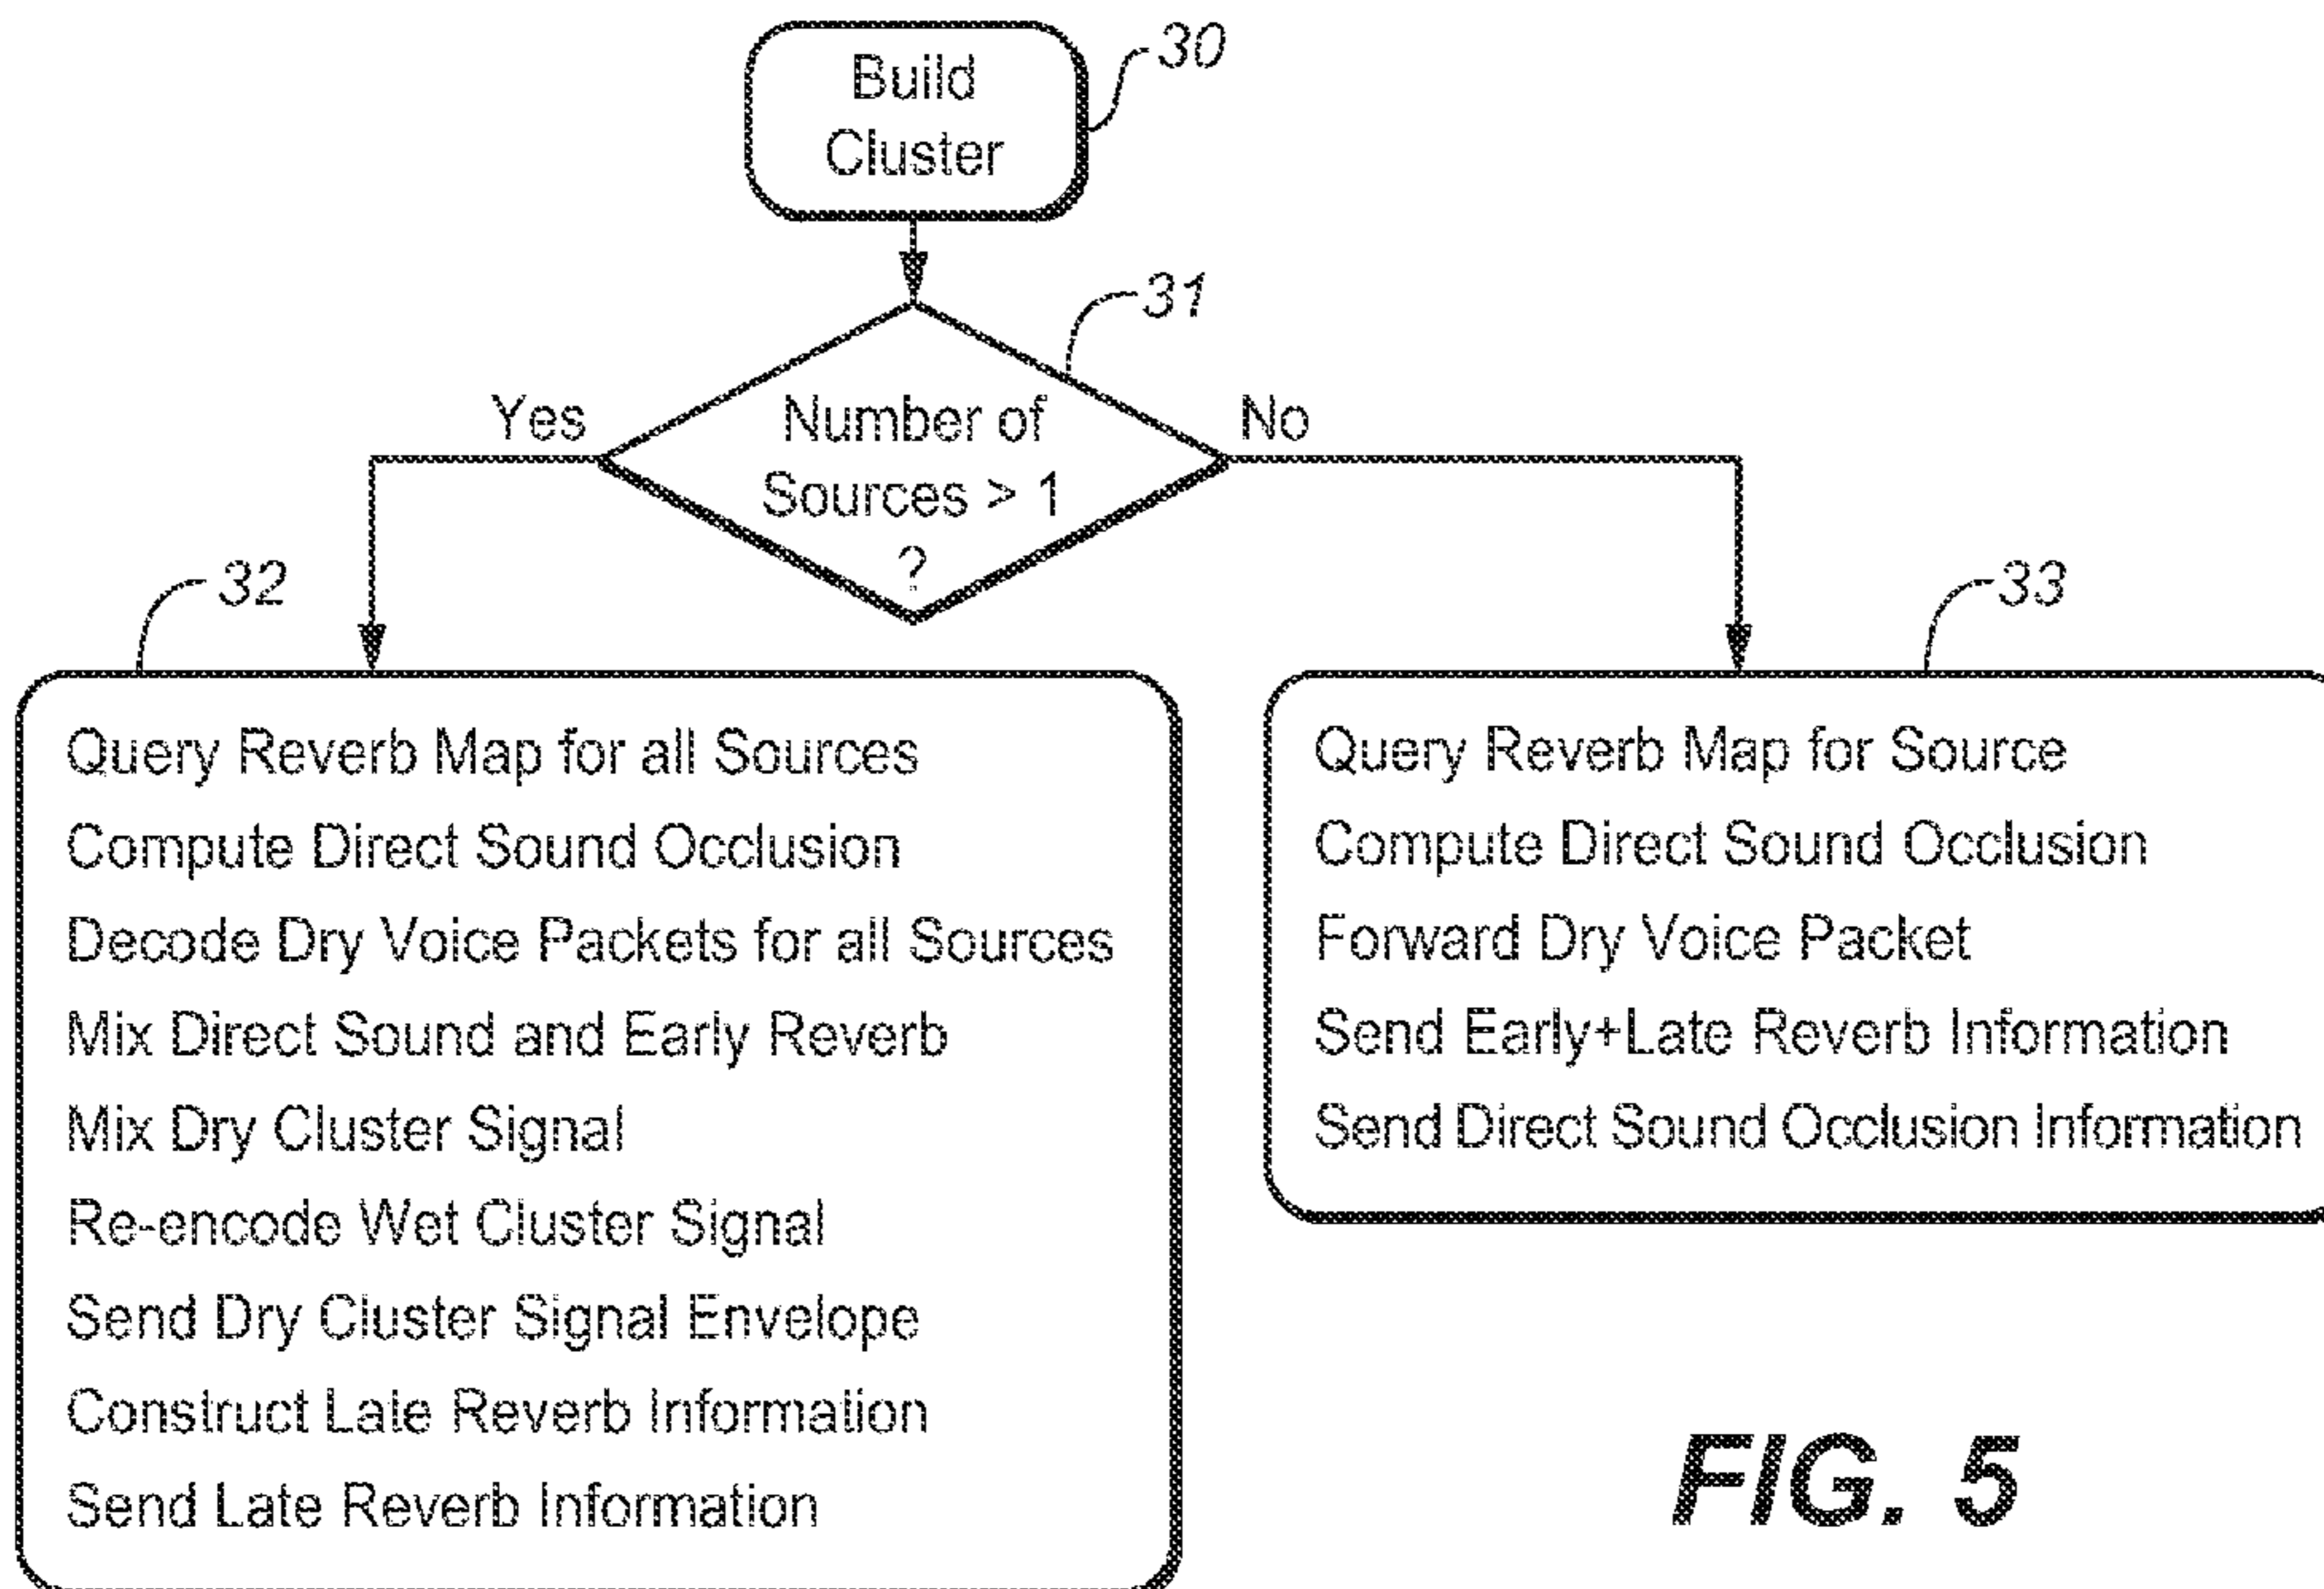 Build
Cluster
30
31
Yes
Number of
Sources > 1
?
No
32
33
Query Reverb Map for all Sources
Compute Direct Sound Occlusion
Decode Dry Voice Packets for all Sources
Mix Direct Sound and Early Reverb
Mix Dry Cluster Signal
Re-encode Wet Cluster Signal
Send Dry Cluster Signal Envelope
Construct Late Reverb Information
Send Late Reverb Information
Query Reverb Map for Source
Compute Direct Sound Occlusion
Forward Dry Voice Packet
Send Early+Late Reverb Information
Send Direct Sound Occlusion Information
FIG. 5